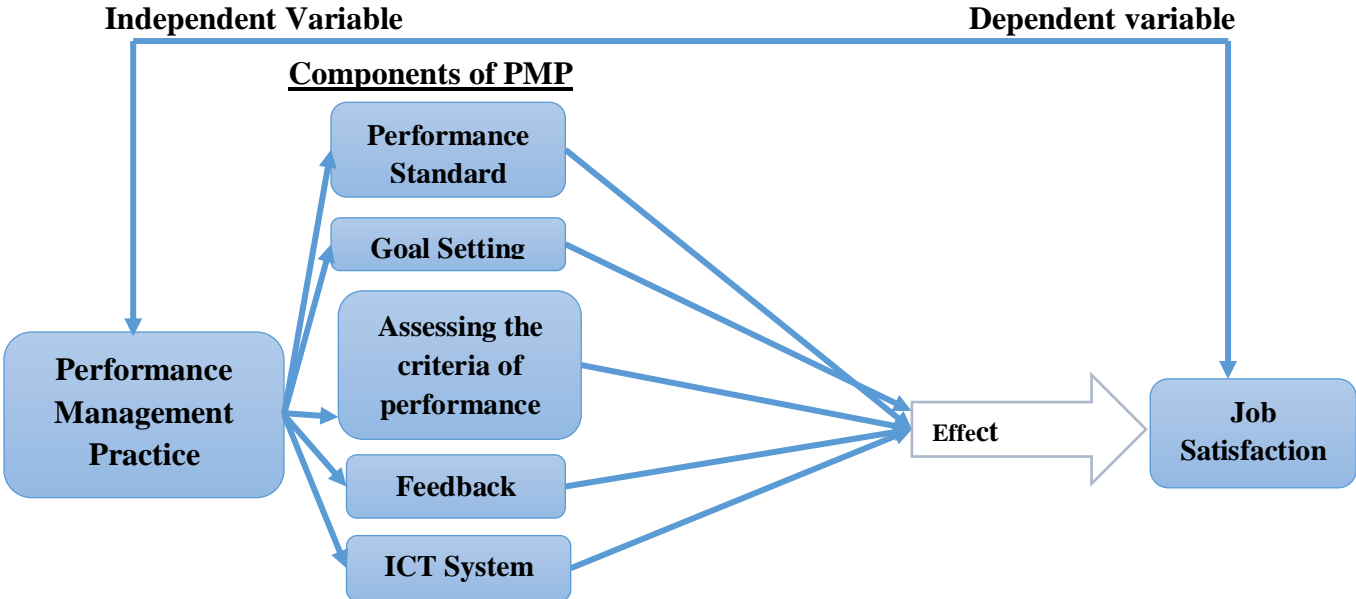 Independent Variable
Dependent variable
Components of PMP
Performance
Standard
Goal Setting
Assessing the
criteria of
performance
Performance
Management
Practice
Feedback
ICT System
Effect
Job
Satisfaction